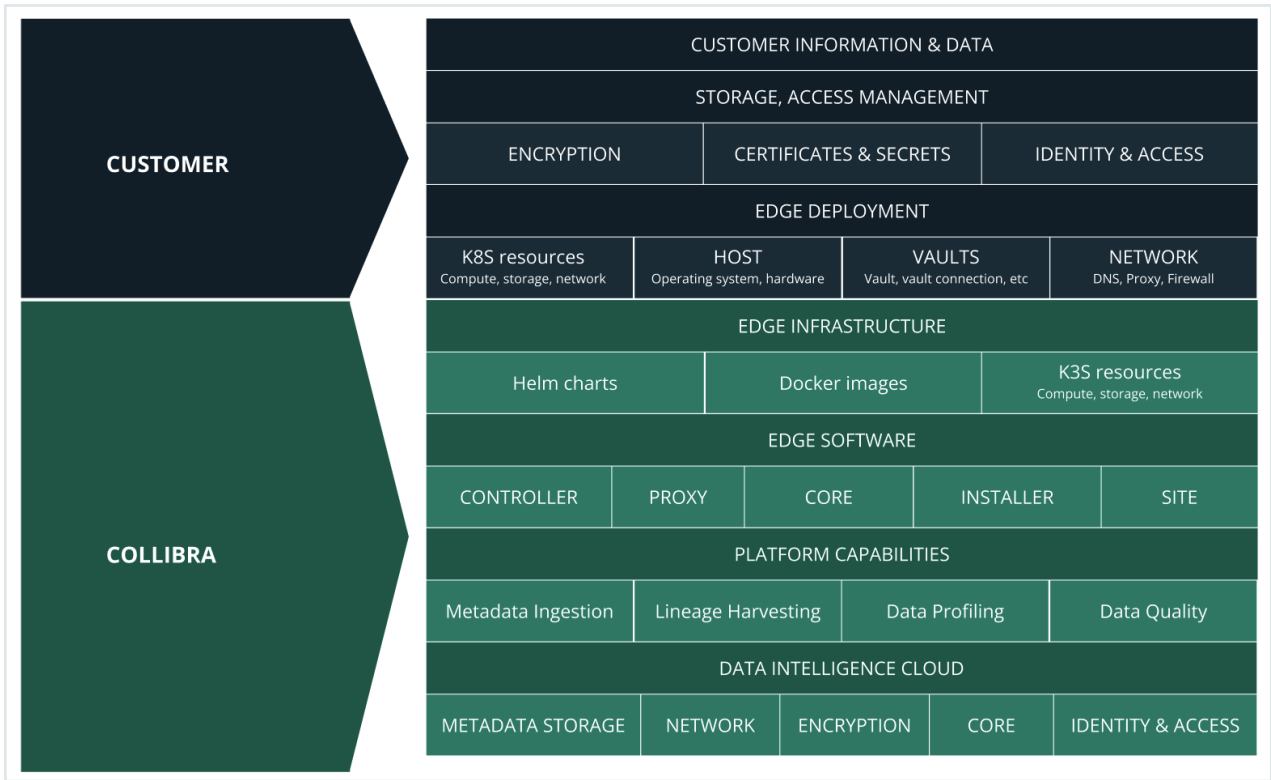 CUSTOMER
CUSTOMER INFORMATION & DATA
STORAGE, ACCESS MANAGEMENT
ENCRYPTION
CERTIFICATES & SECRETS
IDENTITY & ACCESS
EDGE DEPLOYMENT
K8S resources
Compute, storage, network
HOST
Operating system, hardware
VAULTS
Vault, vault connection, etc
NETWORK
DNS, Proxy, Firewall
COLLIBRA
EDGE INFRASTRUCTURE
Helm charts
Docker images
K3S resources
Compute, storage, network
EDGE SOFTWARE
CONTROLLER
PROXY
CORE
INSTALLER
SITE
PLATFORM CAPABILITIES
Metadata Ingestion
Lineage Harvesting
Data Profiling
Data Quality
DATA INTELLIGENCE CLOUD
METADATA STORAGE
NETWORK
ENCRYPTION
CORE
IDENTITY & ACCESS